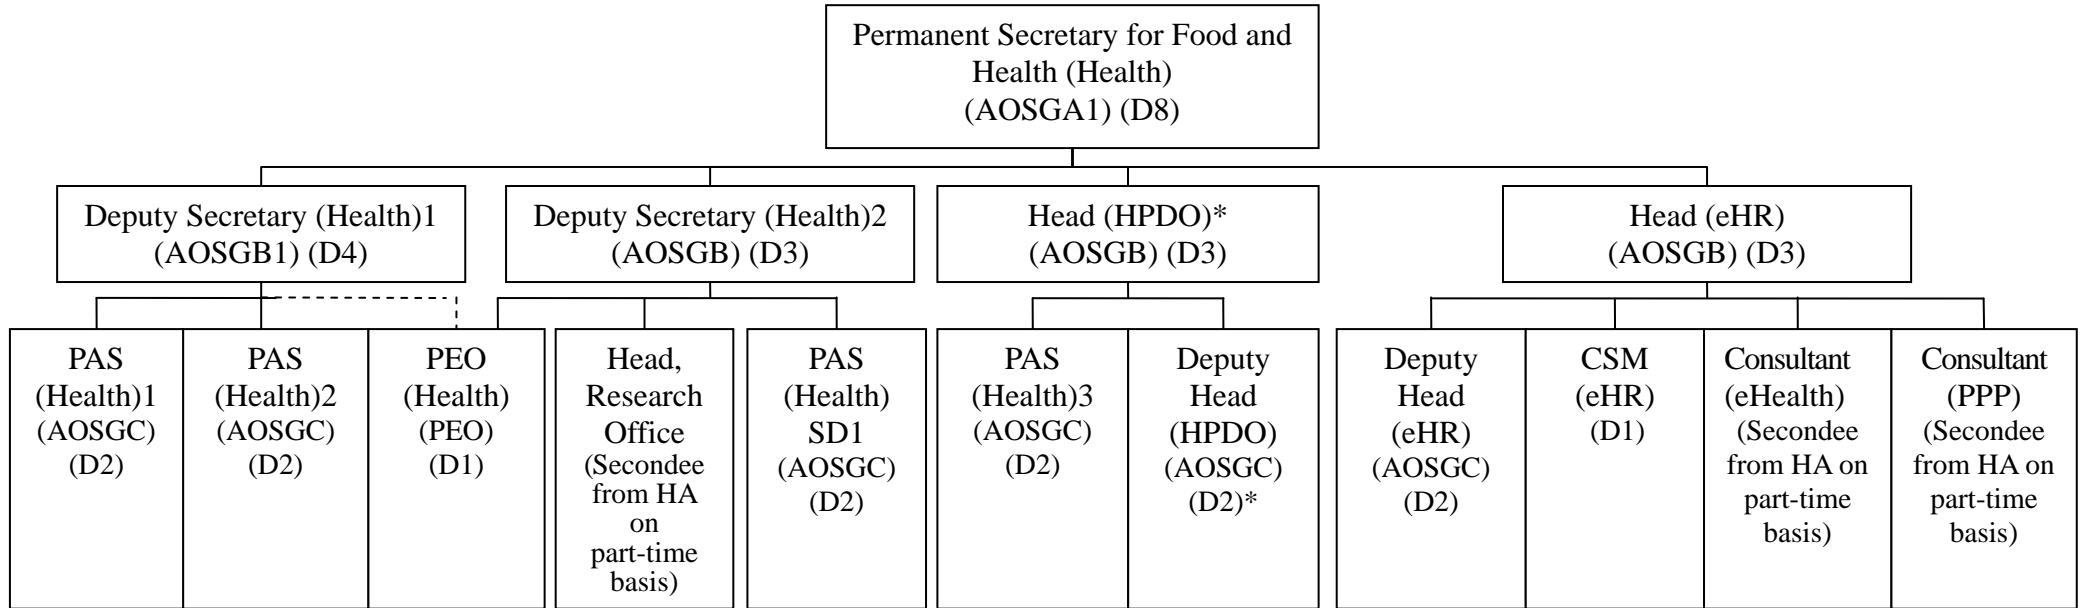 Permanent Secretary for Food and
Health (Health)
(AOSGA1) (D8)
Deputy Secretary (Health)1
(AOSGB1) (D4)
Deputy Secretary (Health)2
(AOSGB) (D3)
Head (HPDO)*
(AOSGB) (D3)
Head (eHR)
(AOSGB) (D3)
PAS
(Health)1
(AOSGC)
(D2)
PAS
(Health)2
(AOSGC)
(D2)
PEO
(Health)
(PEO)
(D1)
Head,
Research
Office
(Secondee
from HA
on
part-time
basis)
PAS
(Health)
SD1
(AOSGC)
(D2)
PAS
(Health)3
(AOSGC)
(D2)
Deputy
Head
(HPDO)
(AOSGC)
(D2)*
Deputy
Head
(eHR)
(AOSGC)
(D2)
CSM
(eHR)
(D1)
Consultant
(eHealth)
(Secondee
from HA on
part-time
basis)
Consultant
(PPP)
(Secondee
from HA on
part-time
basis)